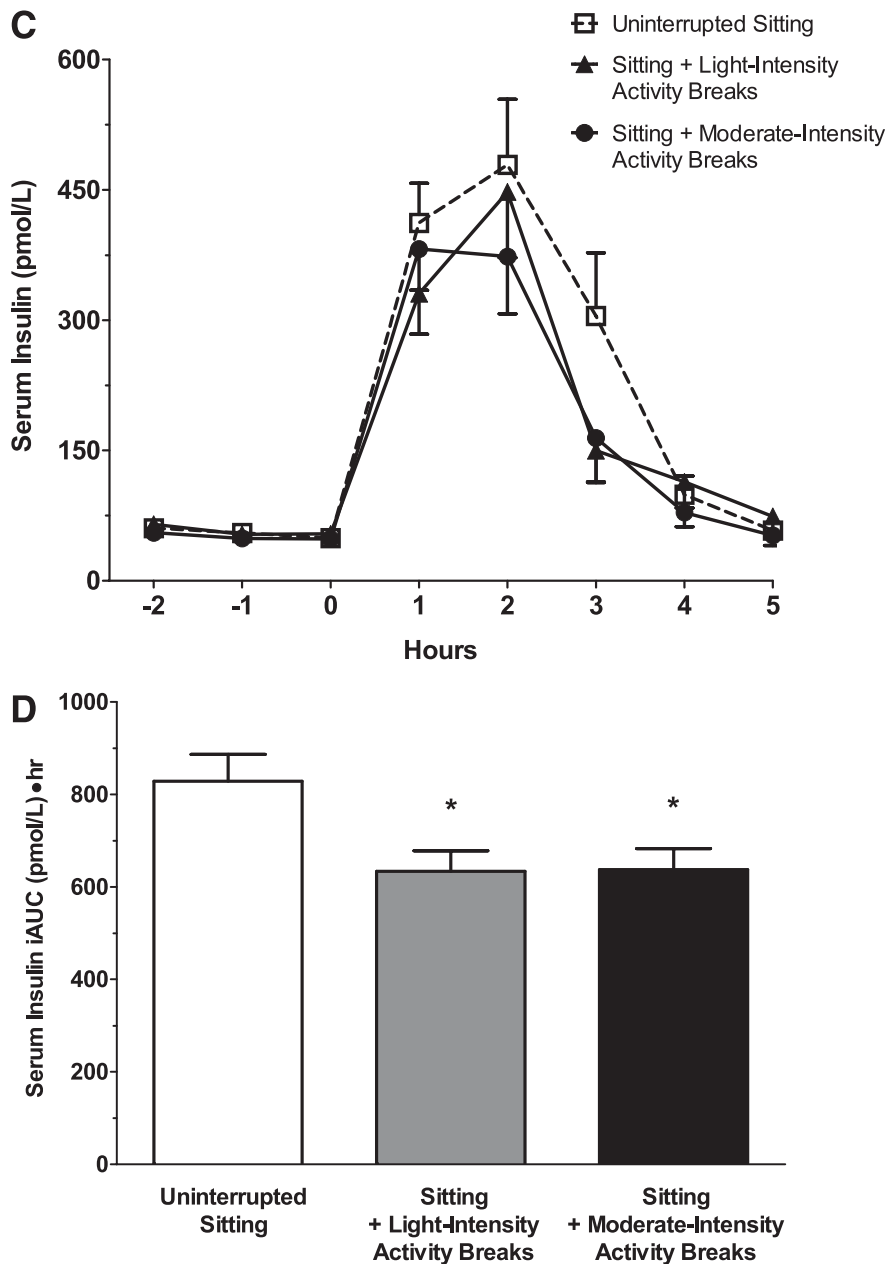 C
Uninterrupted Sitting
Sitting + Light-Intensity
Activity Breaks
Sitting + Moderate-Intensity
Activity Breaks
Serum Insulin (pmol/L)
600
450
300
150
0
-2 -1 0 1 2 3 4 5
Hours
D
Serum Insulin iAUC (pmol/L)•hr
1000
800
600
400
200
0
* *
Uninterrupted
Sitting
Sitting
+ Light-Intensity
Activity Breaks
Sitting
+ Moderate-Intensity
Activity Breaks